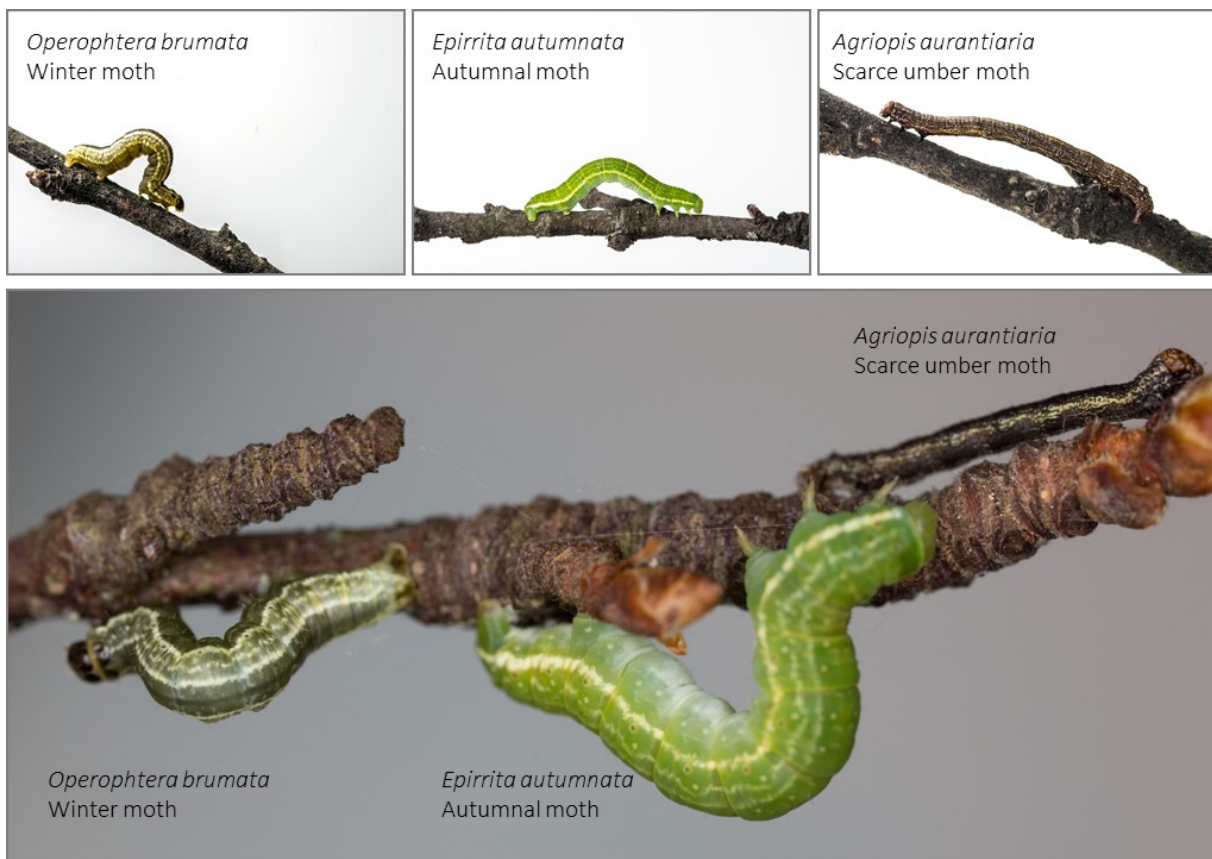 Operophtera brumata
Winter moth
Epirrita autumnata
Autumnal moth
Agriopis aurantiaria
Scarce umber moth
Agriopis aurantiaria
Scarce umber moth
Operophtera brumata
Winter moth
Epirrita autumnata
Autumnal moth